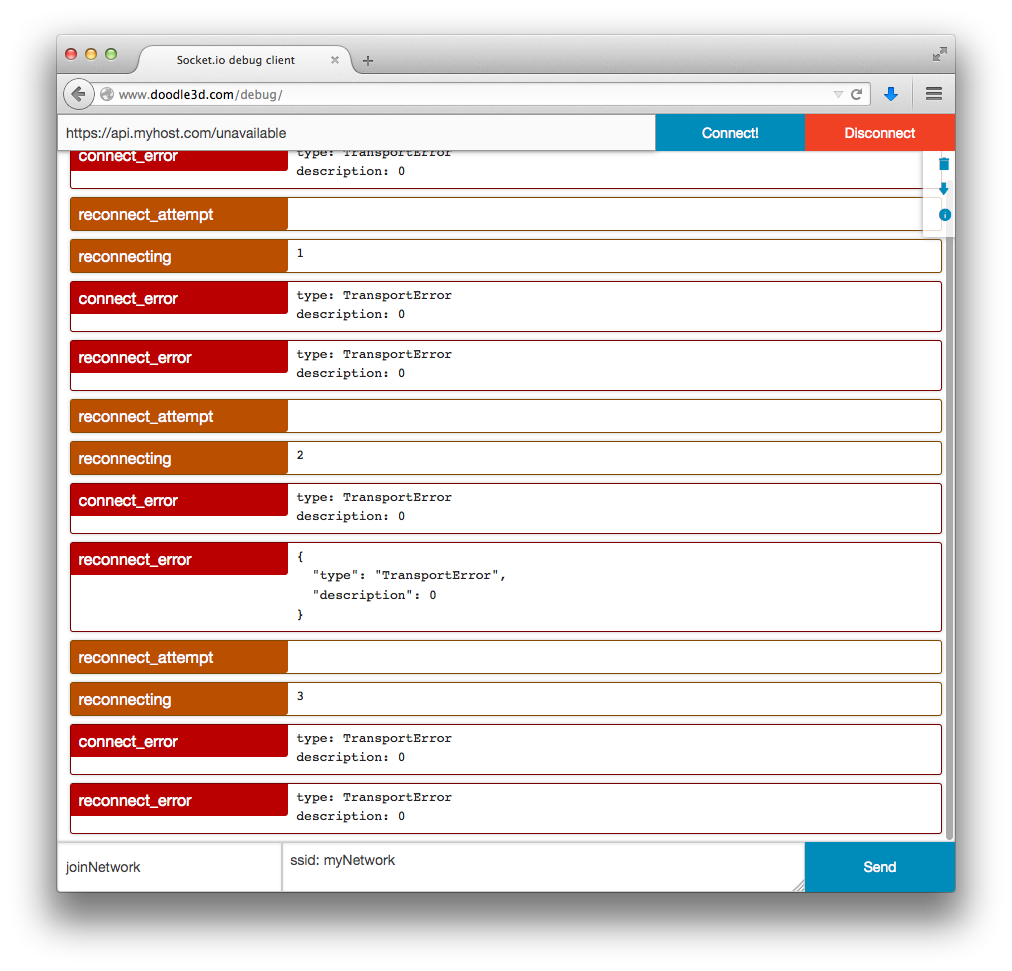 Socket.io debug client
www.doodle3d.com/debug/
https://api.myhost.com/unavailable Connect! Disconnect
connect_error type: TransportError
description: 0
reconnect_attempt
reconnecting 1
connect_error type: TransportError
description: 0
reconnect_error type: TransportError
description: 0
reconnect_attempt
reconnecting 2
connect_error type: TransportError
description: 0
reconnect_error {
"type": "TransportError",
"description": 0
}
reconnect_attempt
reconnecting 3
connect_error type: TransportError
description: 0
reconnect_error type: TransportError
description: 0
joinNetwork ssid: myNetwork Send